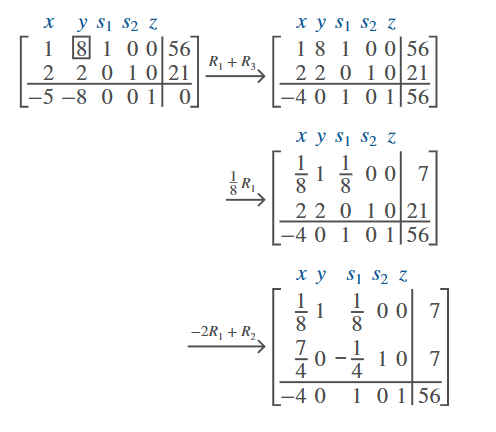 x y s₁ s₂ z
1 8 1 0 0 | 56
2 2 0 1 0 | 21
−5 −8 0 0 1 | 0
R₁ + R₃
x y s₁ s₂ z
1 8 1 0 0 | 56
2 2 0 1 0 | 21
−4 0 1 0 1 | 56
1/8 R₁
x y s₁ s₂ z
1/8 1 1/8 0 0 | 7
2 2 0 1 0 | 21
−4 0 1 0 1 | 56
−2R₁ + R₂
x y s₁ s₂ z
1/8 1 1/8 0 0 | 7
7/4 0 −1/4 1 0 | 7
−4 0 1 0 1 | 56